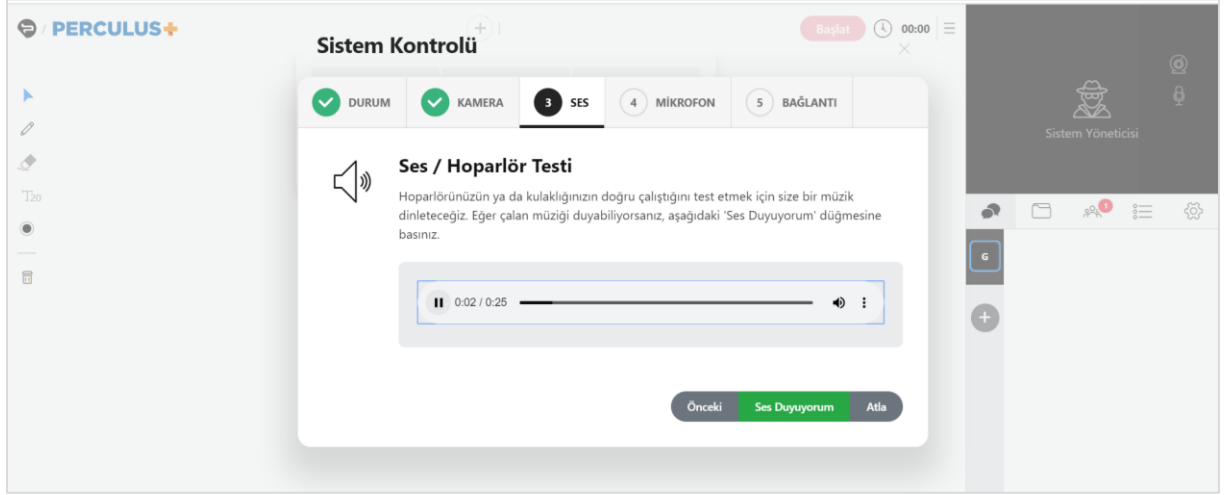 / PERCULUS+
Başlat
00:00
Sistem Kontrolü
DURUM
KAMERA
3 SES
4 MİKROFON
5 BAĞLANTI
Sistem Yöneticisi
T20
Ses / Hoparlör Testi
Hoparlörünüzün ya da kulaklığınızın doğru çalıştığını test etmek için size bir müzik
dinleteceğiz. Eğer çalan müziği duyabiliyorsanız, aşağıdaki 'Ses Duyuyorum' düğmesine
basınız.
1
G
0:02 / 0:25
Önceki
Ses Duyuyorum
Atla